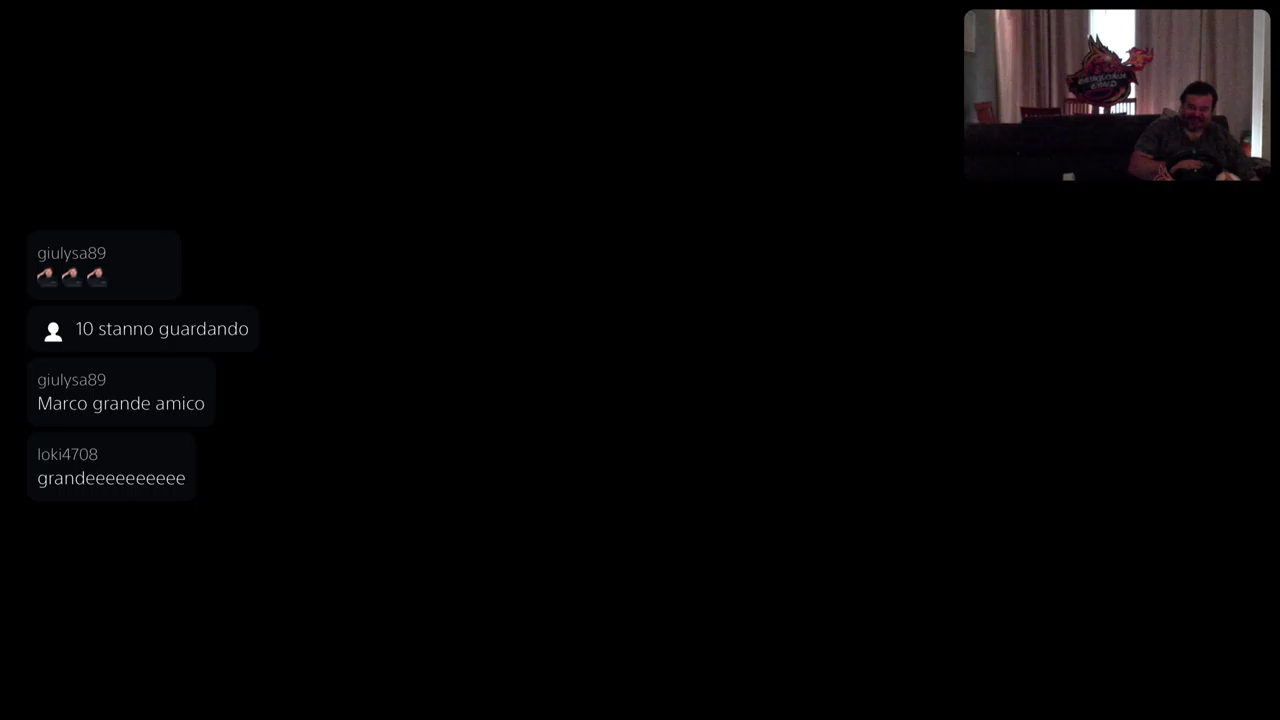 giulysa89
10 stanno guardando
giulysa89
Marco grande amico
loki4708
grandeeeeeeeeee